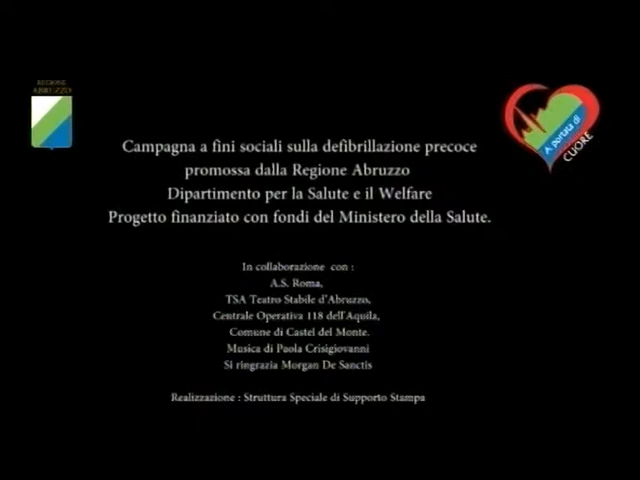 REGIONE
ABRUZZO
A portata di
CUORE
Campagna a fini sociali sulla defibrillazione precoce
promossa dalla Regione Abruzzo
Dipartimento per la Salute e il Welfare
Progetto finanziato con fondi del Ministero della Salute.
In collaborazione con :
A.S. Roma,
TSA Teatro Stabile d'Abruzzo,
Centrale Operativa 118 dell'Aquila,
Comune di Castel del Monte.
Musica di Paola Crisigiovanni
Si ringrazia Morgan De Sanctis
Realizzazione : Struttura Speciale di Supporto Stampa